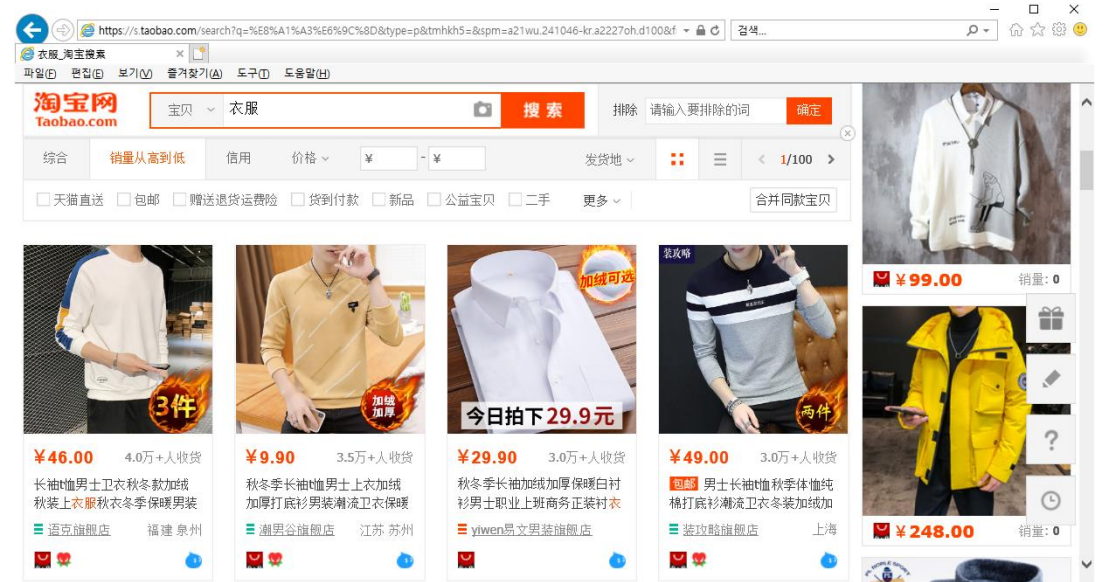 https://s.taobao.com/search?q=%E8%A1%A3%E6%9C%8D&type=p&tmhkh5=&spm=a21wu.241046-kr.a2227oh.d100&f
검색...
衣服_淘宝搜索
파일(F) 편집(E) 보기(V) 즐겨찾기(A) 도구(T) 도움말(H)
淘宝网
Taobao.com
宝贝 衣服 搜索 排除 请输入要排除的词 确定
综合 销量从高到低 信用 价格 ¥ - ¥ 发货地 < 1/100 >
天猫直送 包邮 赠送退货运费险 货到付款 新品 公益宝贝 二手 更多 合并同款宝贝
3件
加绒
加厚
加绒可选
今日拍下29.9元
装攻略
两件
¥46.00 4.0万+人收货
长袖t恤男士卫衣秋冬款加绒
秋装上衣服秋衣冬季保暖男装
语克旗舰店 福建 泉州
¥9.90 3.5万+人收货
秋冬季长袖t恤男士上衣加绒
加厚打底衫男装潮流卫衣保暖
潮男谷旗舰店 江苏 苏州
¥29.90 3.0万+人收货
秋冬季长袖加绒加厚保暖白衬
衫男士职业上班商务正装衬衣
yiwen易文男装旗舰店
¥49.00 3.0万+人收货
包邮 男士长袖t恤秋季体恤纯
棉打底衫潮流卫衣冬装加绒加
装攻略旗舰店 上海
¥99.00 销量: 0
¥248.00 销量: 0